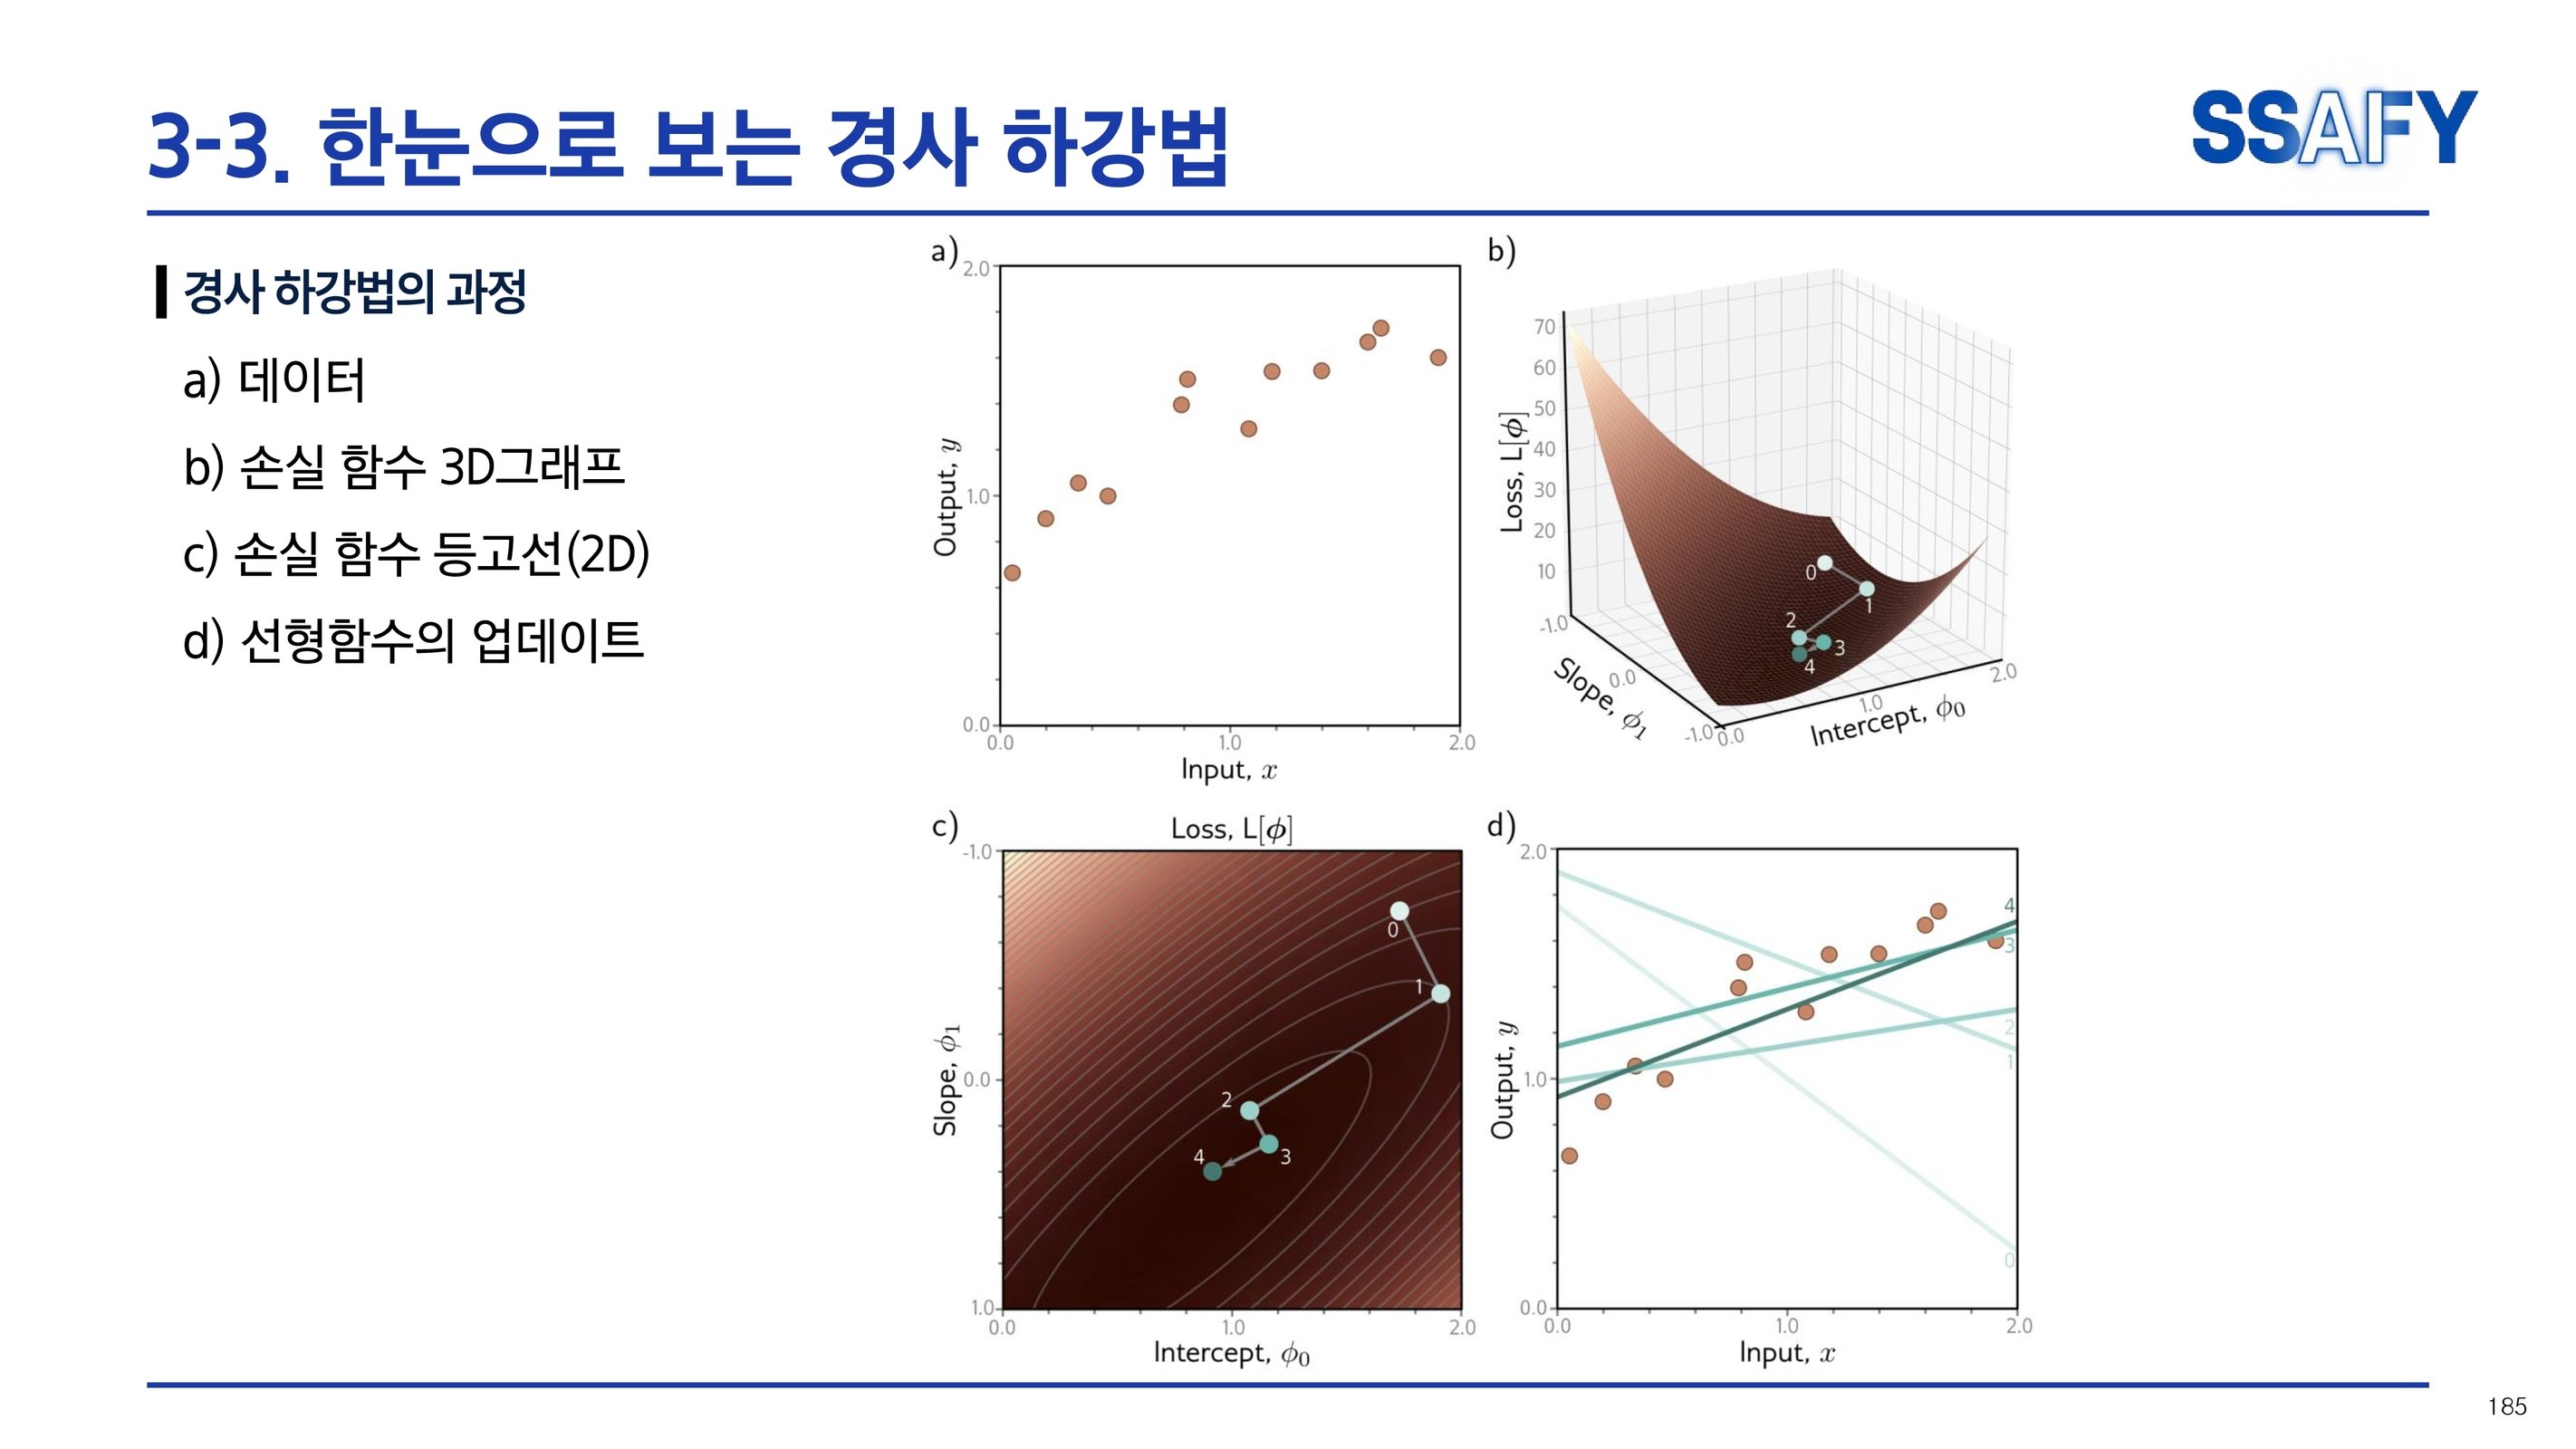 3-3. 한눈으로 보는 경사 하강법
SSAFY
경사 하강법의 과정
a) 데이터
b) 손실 함수 3D그래프
c) 손실 함수 등고선(2D)
d) 선형함수의 업데이트
a)
2.0
1.0
0.0
Output, y
0.0 1.0 2.0
Input, x
b)
70
60
50
40
30
20
10
Loss, L[ϕ]
-1.0
0.0
-1.0
Slope, ϕ₁
0.0
1.0
2.0
Intercept, ϕ₀
0
1
2
3
4
c)
Loss, L[ϕ]
-1.0
0.0
1.0
Slope, ϕ₁
0
1
2
3
4
0.0 1.0 2.0
Intercept, ϕ₀
d)
2.0
1.0
0.0
Output, y
4
3
2
1
0
0.0 1.0 2.0
Input, x
185